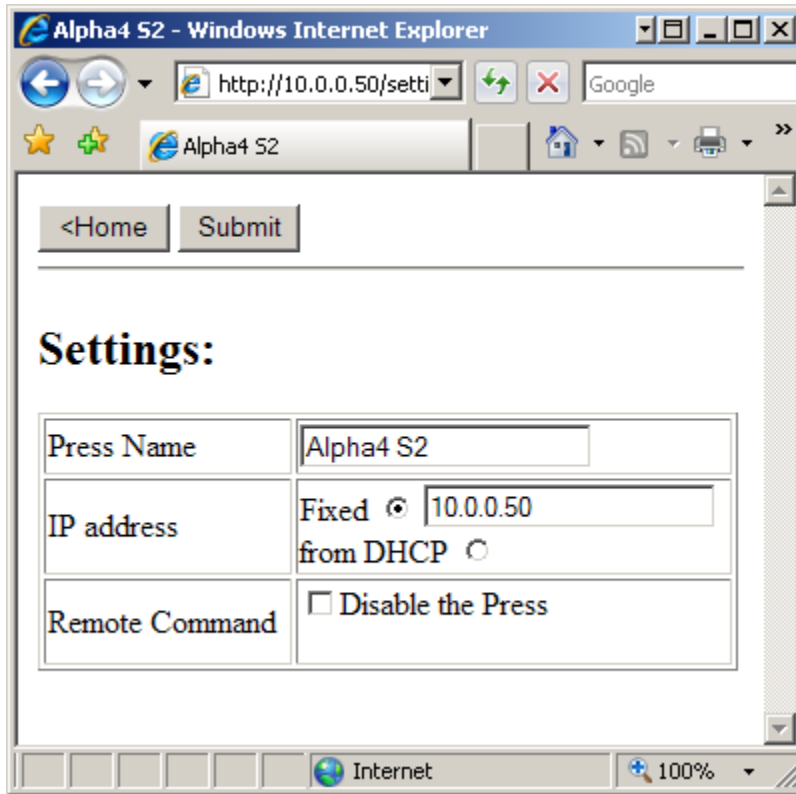 Alpha4 S2 - Windows Internet Explorer
http://10.0.0.50/setti
Google
Alpha4 S2
»
<Home Submit
Settings:
Press Name Alpha4 S2
IP address Fixed 10.0.0.50
from DHCP
Remote Command Disable the Press
Internet 100%